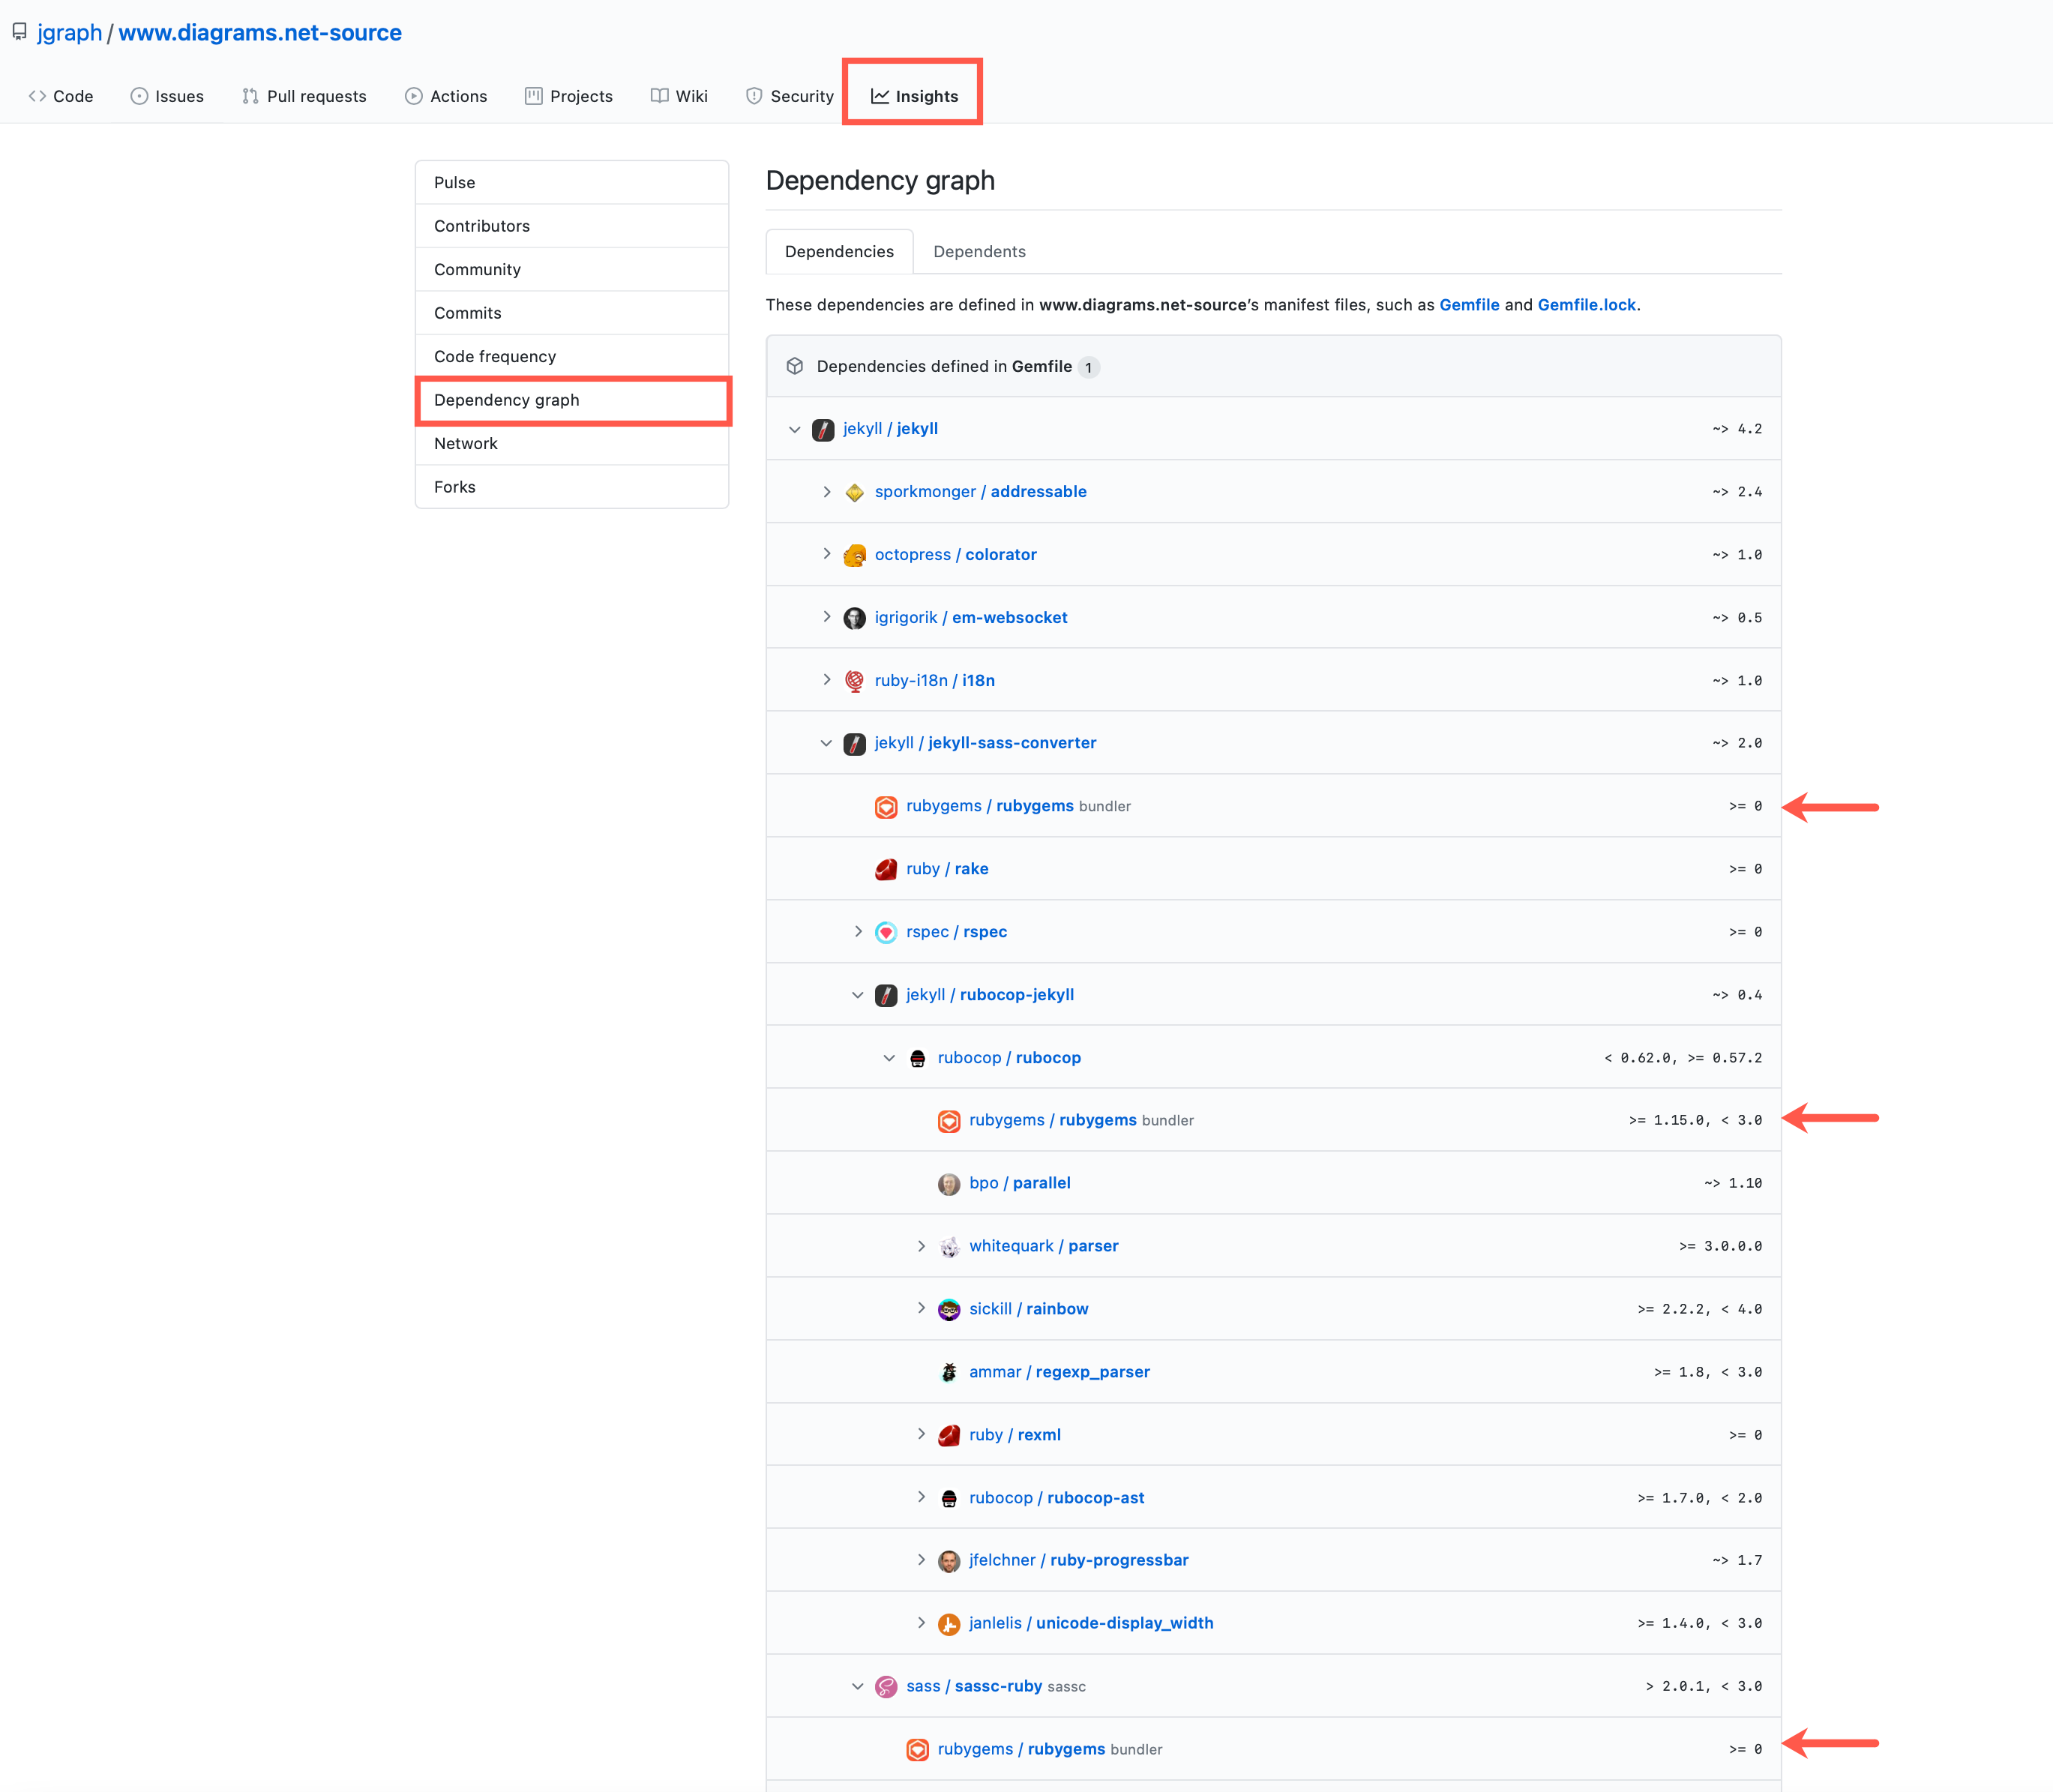 jgraph / www.diagrams.net-source
Code Issues Pull requests Actions Projects Wiki Security Insights
Pulse
Contributors
Community
Commits
Code frequency
Dependency graph
Network
Forks
Dependency graph
Dependencies Dependents
These dependencies are defined in www.diagrams.net-source’s manifest files, such as Gemfile and Gemfile.lock.
Dependencies defined in Gemfile 1
jekyll / jekyll ~> 4.2
sporkmonger / addressable ~> 2.4
octopress / colorator ~> 1.0
igrigorik / em-websocket ~> 0.5
ruby-i18n / i18n ~> 1.0
jekyll / jekyll-sass-converter ~> 2.0
rubygems / rubygems bundler >= 0
ruby / rake >= 0
rspec / rspec >= 0
jekyll / rubocop-jekyll ~> 0.4
rubocop / rubocop < 0.62.0, >= 0.57.2
rubygems / rubygems bundler >= 1.15.0, < 3.0
bpo / parallel ~> 1.10
whitequark / parser >= 3.0.0.0
sickill / rainbow >= 2.2.2, < 4.0
ammar / regexp_parser >= 1.8, < 3.0
ruby / rexml >= 0
rubocop / rubocop-ast >= 1.7.0, < 2.0
jfelchner / ruby-progressbar ~> 1.7
janlelis / unicode-display_width >= 1.4.0, < 3.0
sass / sassc-ruby sassc > 2.0.1, < 3.0
rubygems / rubygems bundler >= 0